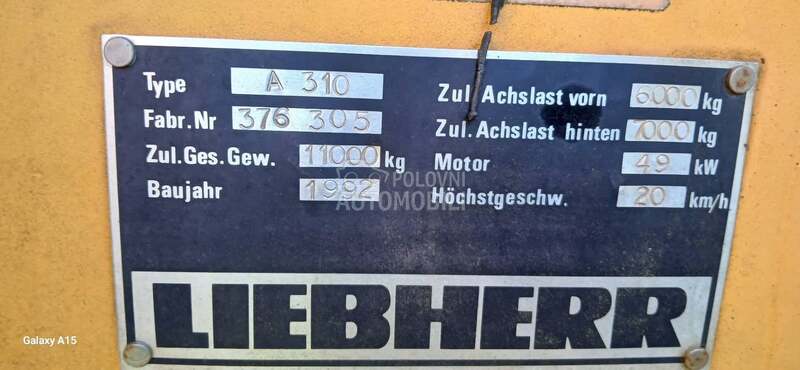 Type A 310
Fabr.Nr 376 305
Zul.Ges.Gew. 11000 kg
Baujahr 1992
Zul.Achslast vorn 6000 kg
Zul.Achslast hinten 7000 kg
Motor 49 kW
Höchstgeschw. 20 km/h
POLOVNI
AUTOMOBILI
LIEBHERR
Galaxy A15